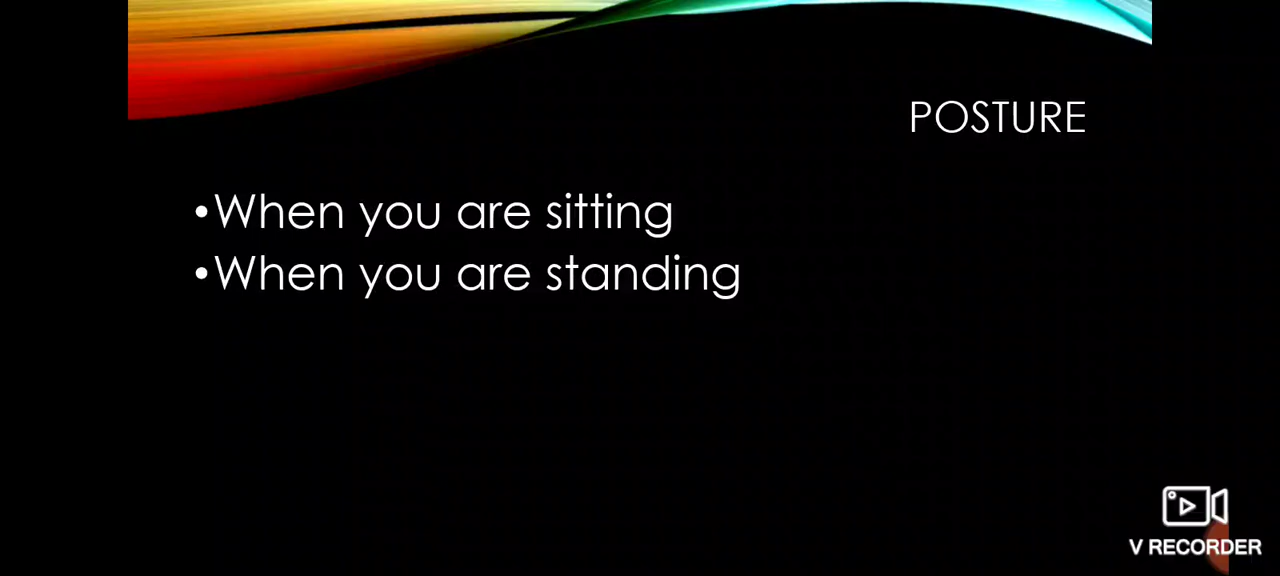 POSTURE
•When you are sitting
•When you are standing
V RECORDER